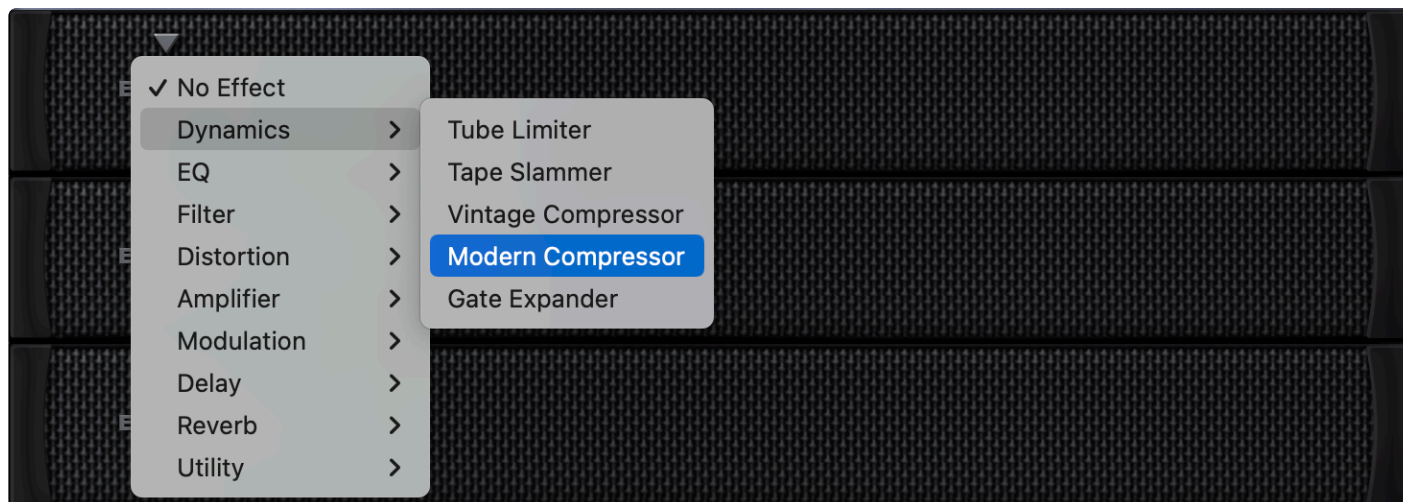 No Effect
Dynamics
EQ
Filter
Distortion
Amplifier
Modulation
Delay
Reverb
Utility
Tube Limiter
Tape Slammer
Vintage Compressor
Modern Compressor
Gate Expander